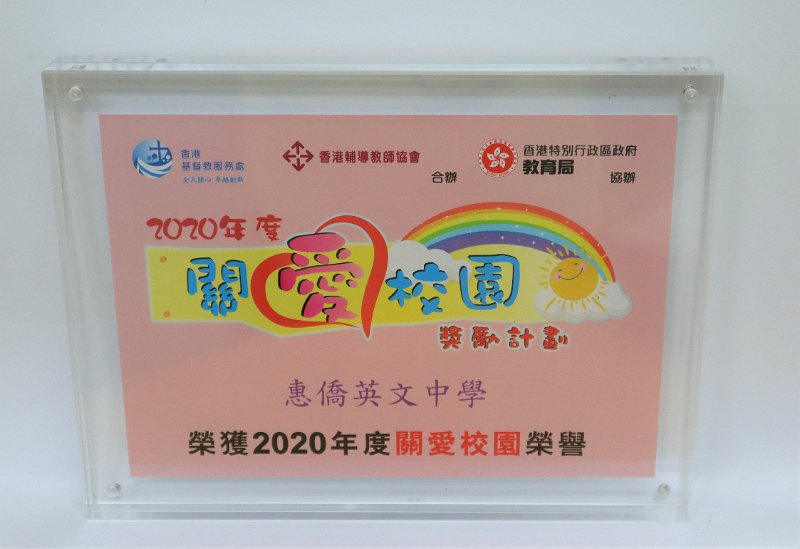 香港
基督教服務處
全人關心 卓越創新
香港輔導教師協會
合辦
香港特別行政區政府
教育局
協辦
2020年度
關愛校園
獎勵計劃
惠僑英文中學
榮獲2020年度關愛校園榮譽